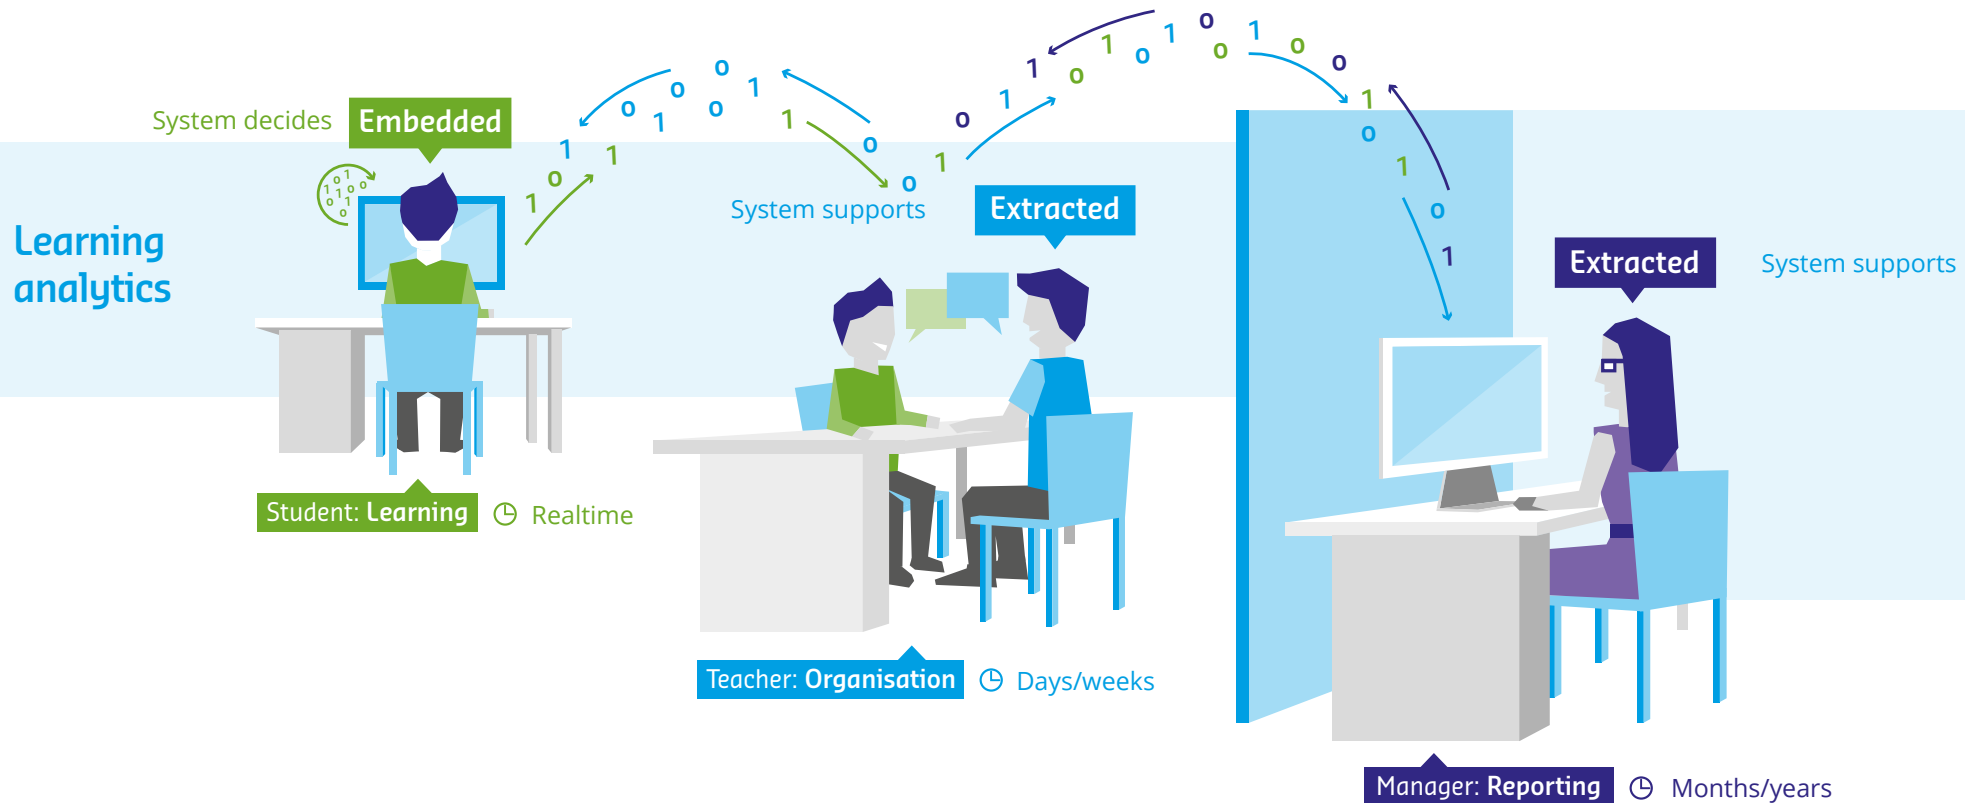 System decides
Embedded
Learning
analytics
System supports
Extracted
Extracted
System supports
Student: Learning
Realtime
Teacher: Organisation
Days/weeks
Manager: Reporting
Months/years